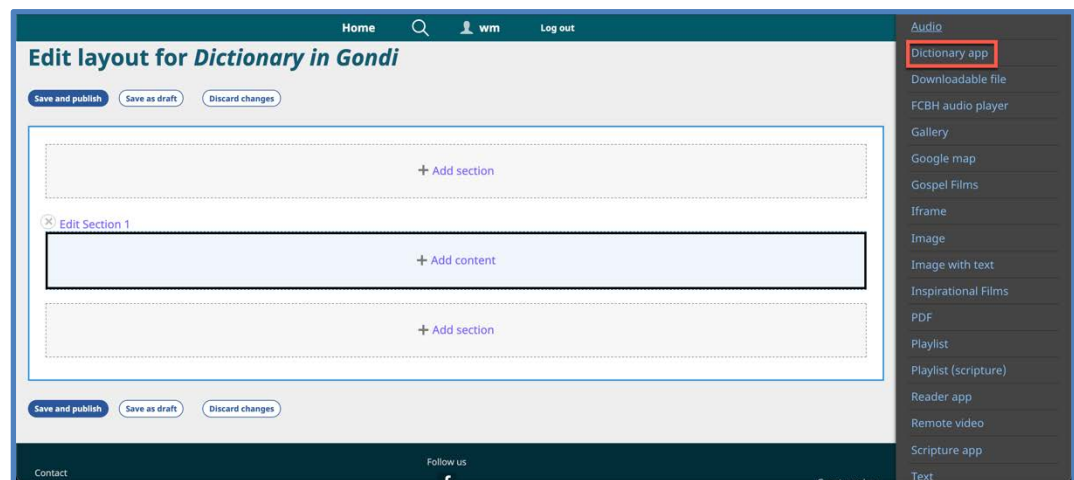 Home wm Log out
Edit layout for Dictionary in Gondi
Save and publish Save as draft Discard changes
+ Add section
Edit Section 1
+ Add content
+ Add section
Save and publish Save as draft Discard changes
Contact
Follow us
Audio
Dictionary app
Downloadable file
FCBH audio player
Gallery
Google map
Gospel Films
Iframe
Image
Image with text
Inspirational Films
PDF
Playlist
Playlist (scripture)
Reader app
Remote video
Scripture app
Text